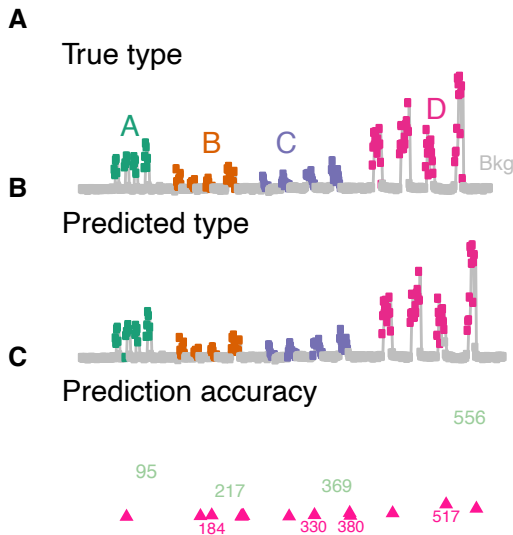 A
True type
A
B
C
D
Bkg
B
Predicted type
C
Prediction accuracy
556
95
217
369
184
330
380
517